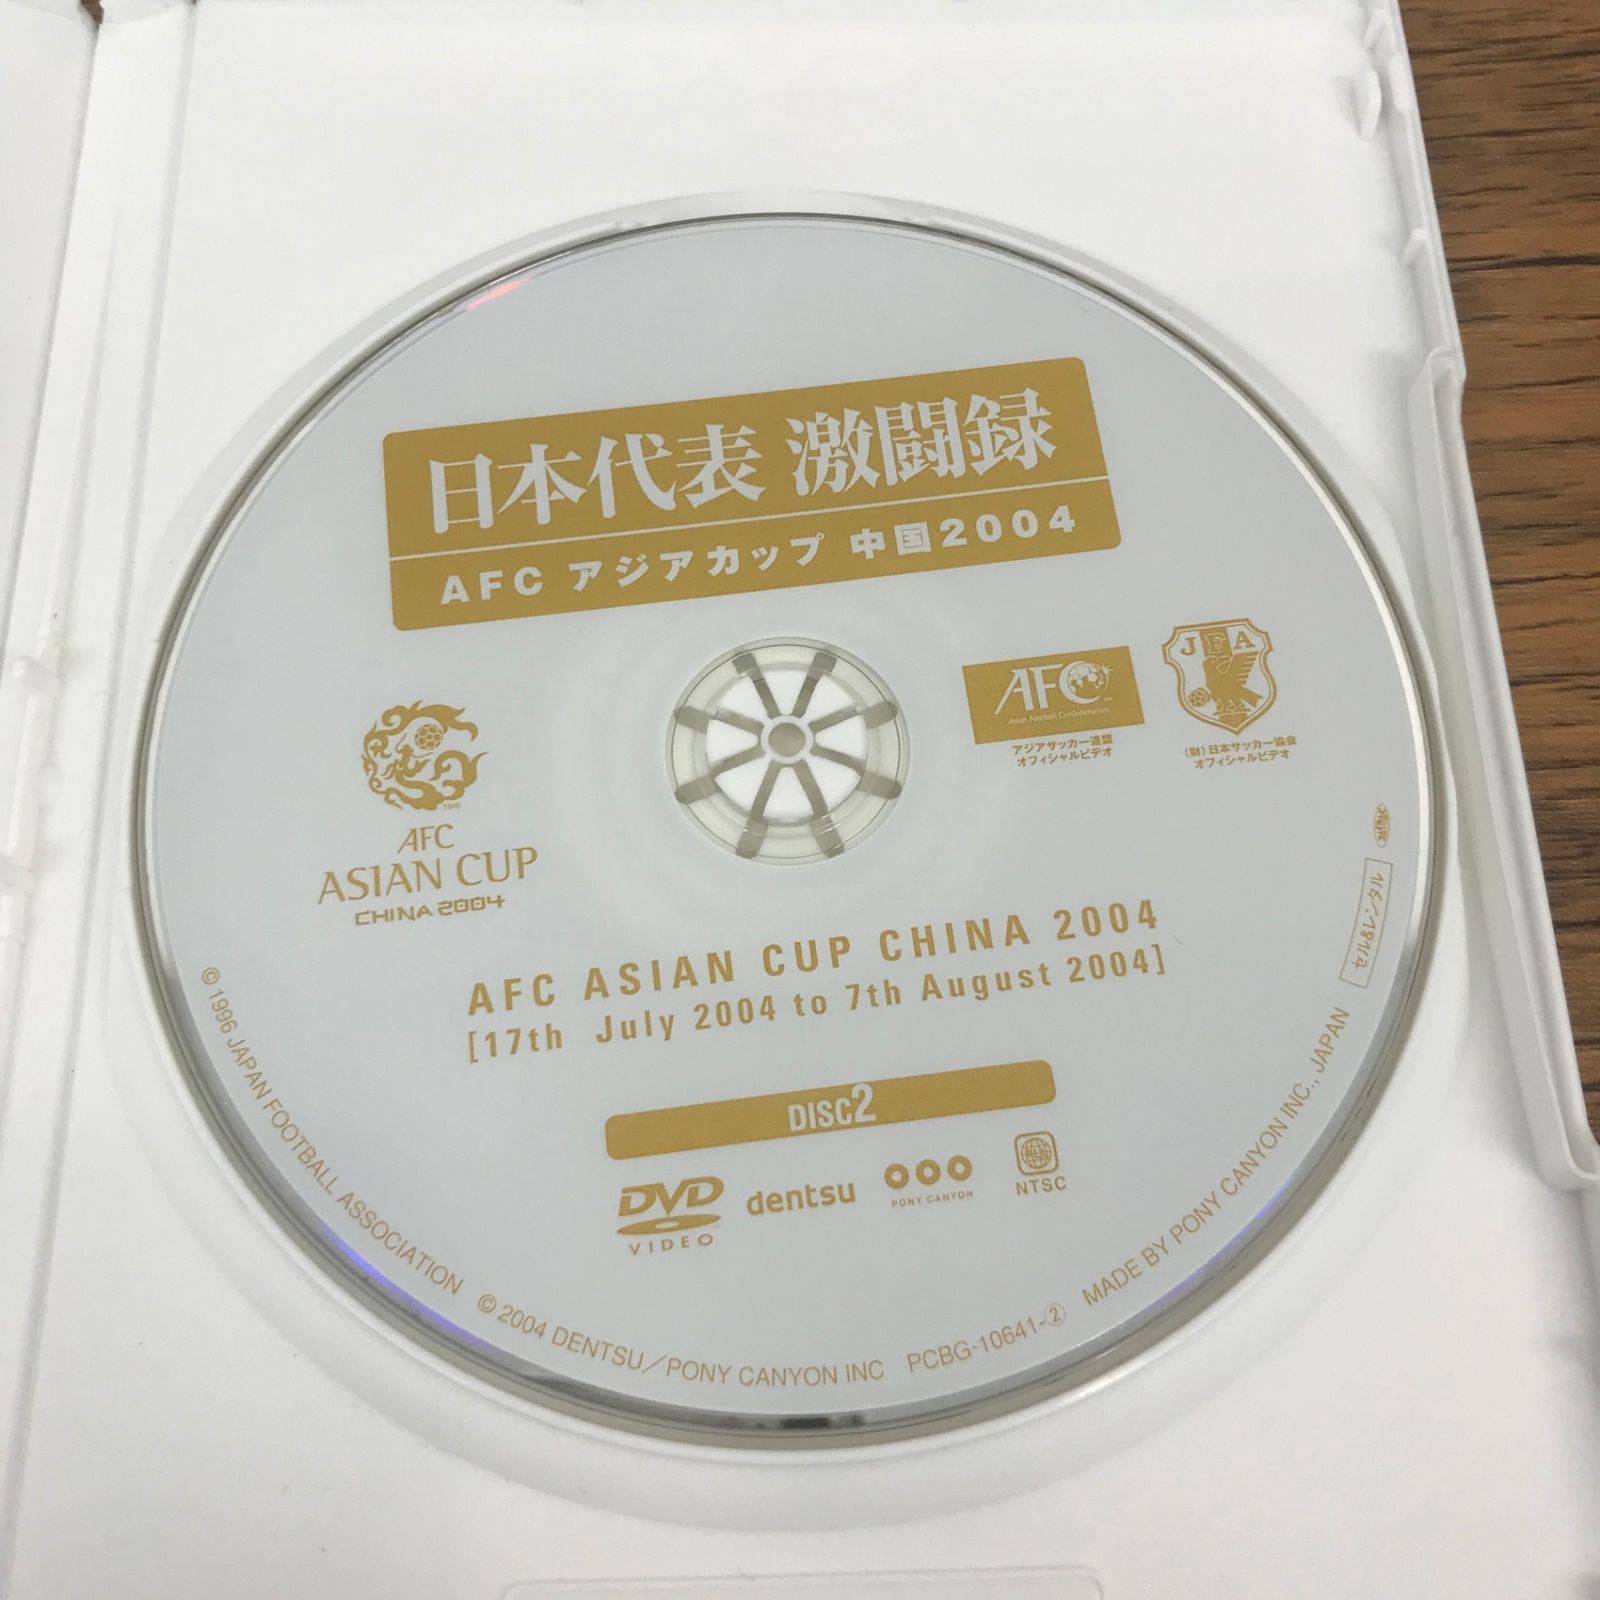 日本代表 激闘録
AFC アジアカップ 中国2004
AFC
ASIAN CUP
CHINA 2004
AFC
Asian Football Confederation
アジアサッカー連盟
オフィシャルビデオ
JFA
(財)日本サッカー協会
オフィシャルビデオ
AFC ASIAN CUP CHINA 2004
[17th July 2004 to 7th August 2004]
セル&レンタル
DISC2
DVD
VIDEO
dentsu
PONY CANYON
NTSC
© 1996 JAPAN FOOTBALL ASSOCIATION © 2004 DENTSU／PONY CANYON INC PCBG-10641-② MADE BY PONY CANYON INC., JAPAN